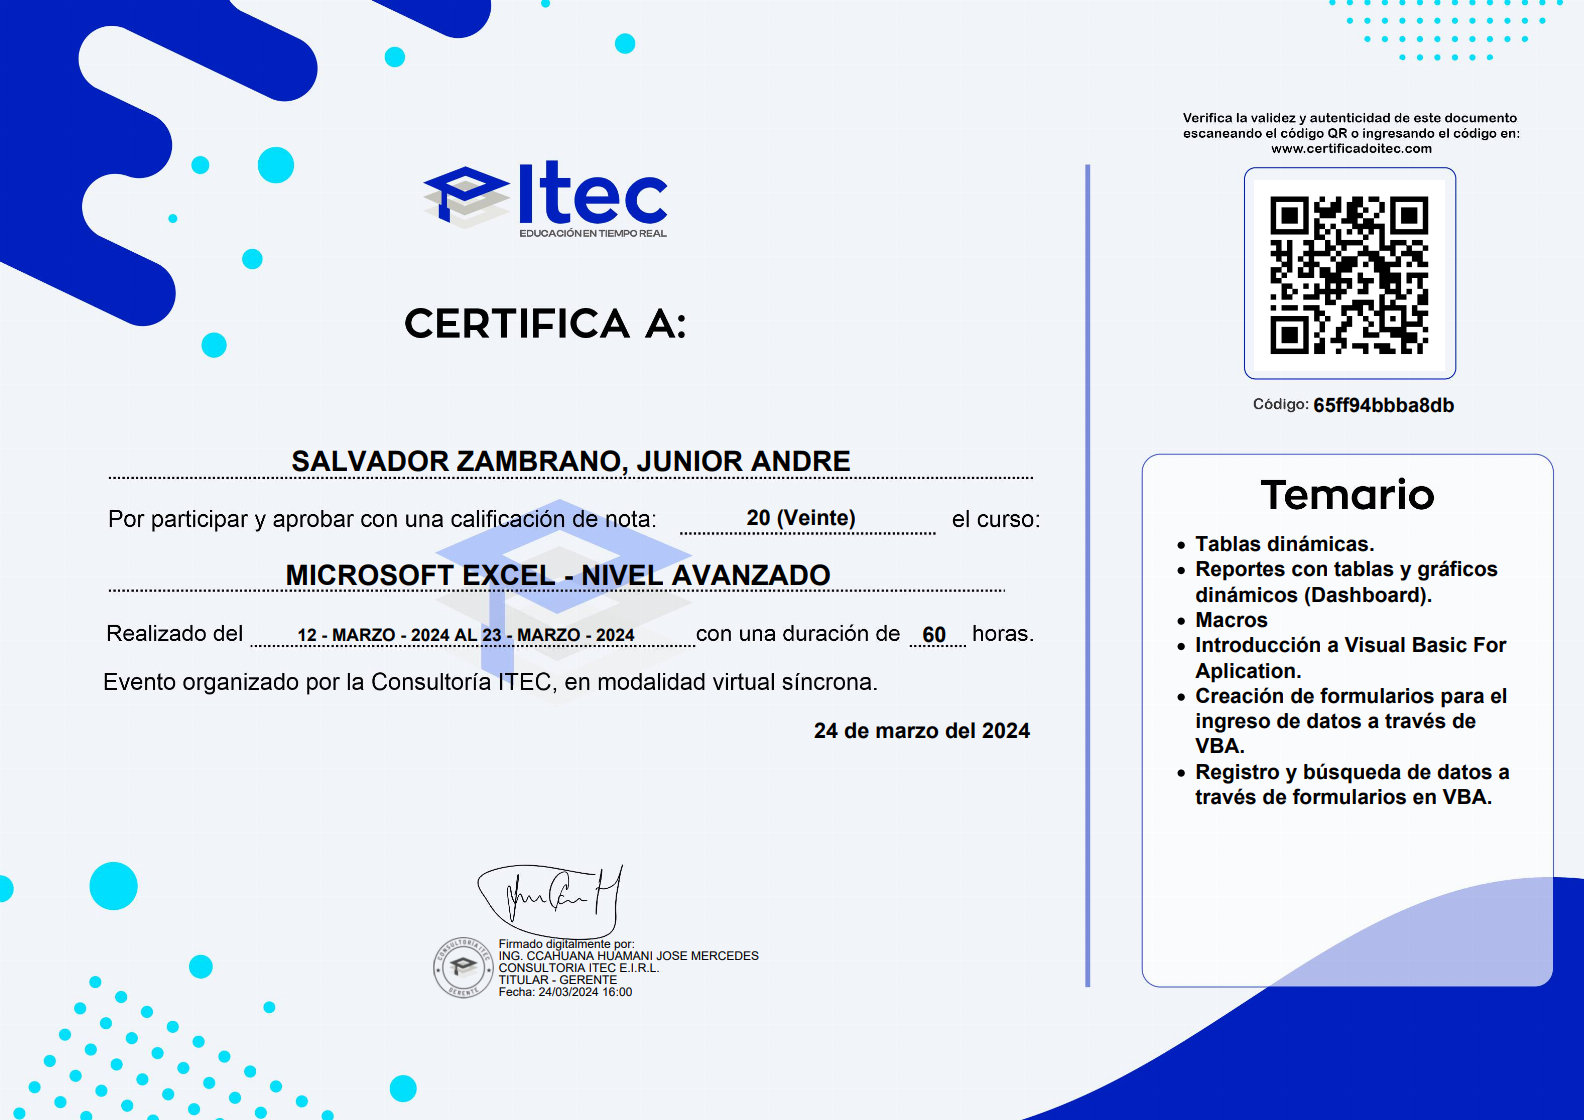 Itec
EDUCACIÓN EN TIEMPO REAL
CERTIFICA A:
SALVADOR ZAMBRANO, JUNIOR ANDRE
Por participar y aprobar con una calificación de nota: 20 (Veinte) el curso:
MICROSOFT EXCEL - NIVEL AVANZADO
Realizado del 12 - MARZO - 2024 AL 23 - MARZO - 2024 con una duración de 60 horas.
Evento organizado por la Consultoría ITEC, en modalidad virtual síncrona.
24 de marzo del 2024
CONSULTORIA ITEC
GERENTE
Firmado digitalmente por:
ING. CCAHUANA HUAMANI JOSE MERCEDES
CONSULTORIA ITEC E.I.R.L.
TITULAR - GERENTE
Fecha: 24/03/2024 16:00
Verifica la validez y autenticidad de este documento
escaneando el código QR o ingresando el código en:
www.certificadoitec.com
Código: 65ff94bbba8db
Temario
• Tablas dinámicas.
• Reportes con tablas y gráficos
dinámicos (Dashboard).
• Macros
• Introducción a Visual Basic For
Aplication.
• Creación de formularios para el
ingreso de datos a través de
VBA.
• Registro y búsqueda de datos a
través de formularios en VBA.